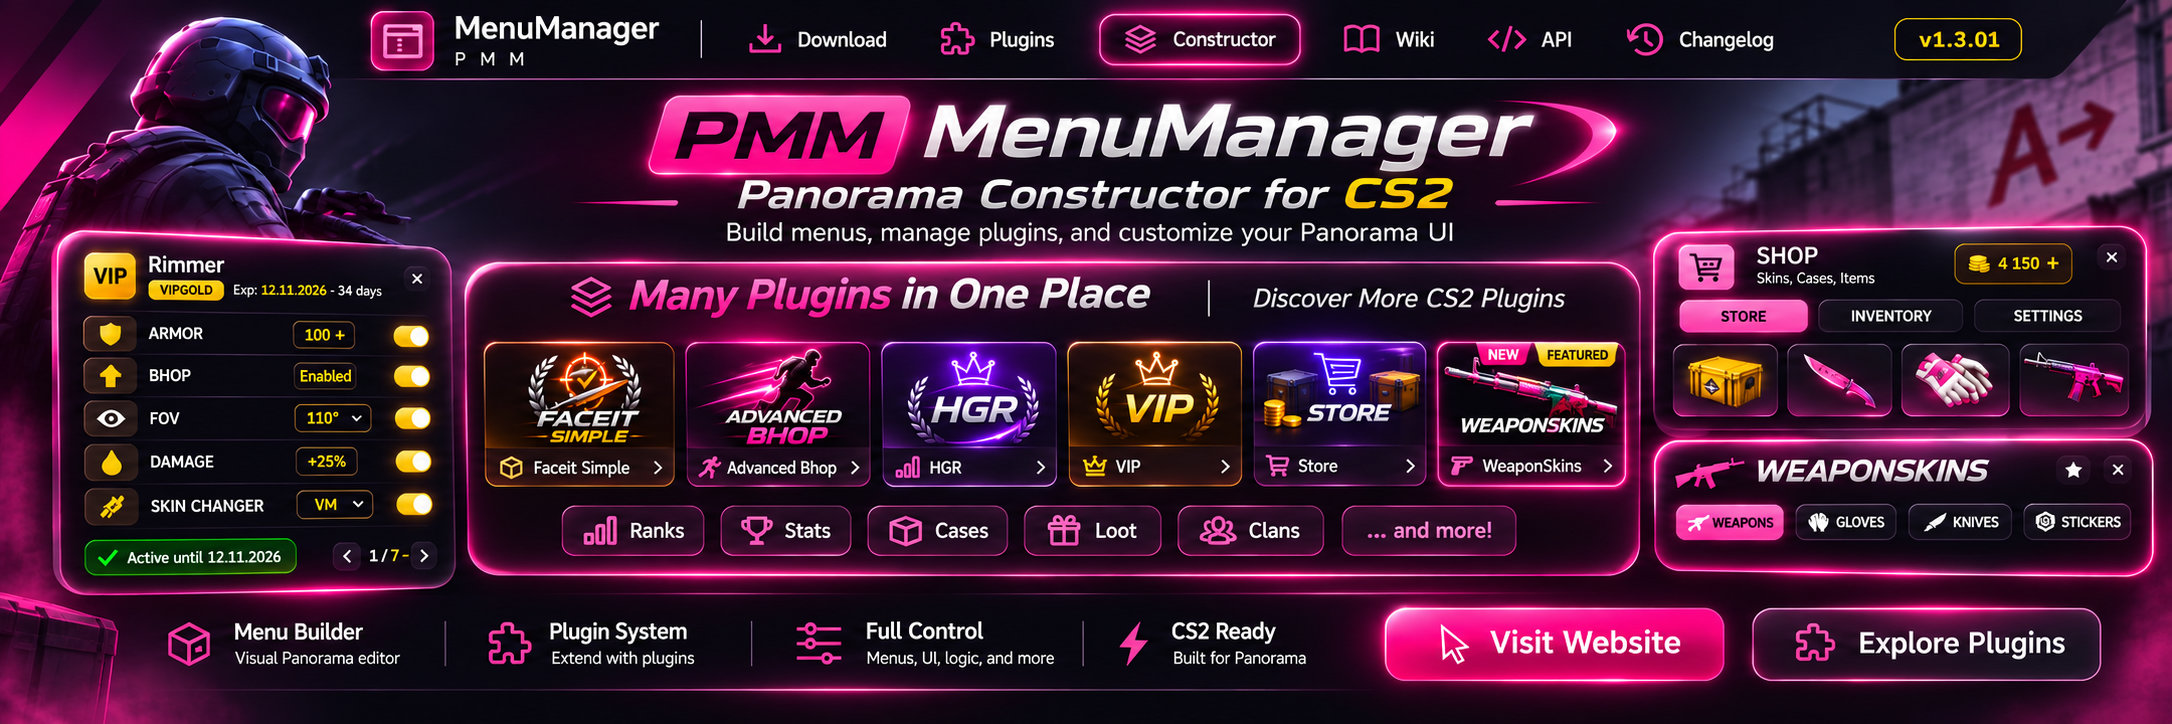 MenuManager
PMM
Download
Plugins
Constructor
Wiki
API
Changelog
v1.3.01
A
PMM MenuManager
Panorama Constructor for CS2
Build menus, manage plugins, and customize your Panorama UI
VIP
Rimmer
VIPGOLD Exp: 12.11.2026 - 34 days
ARMOR 100 +
BHOP Enabled
FOV 110°
DAMAGE +25%
SKIN CHANGER VM
Active until 12.11.2026
1 / 7 -
Many Plugins in One Place
Discover More CS2 Plugins
FACEIT
SIMPLE
Faceit Simple
ADVANCED
BHOP
Advanced Bhop
HGR
HGR
VIP
VIP
STORE
Store
NEW
FEATURED
WEAPONSKINS
WeaponSkins
Ranks
Stats
Cases
Loot
Clans
... and more!
SHOP
Skins, Cases, Items
4 150 +
STORE
INVENTORY
SETTINGS
WEAPONSKINS
WEAPONS
GLOVES
KNIVES
STICKERS
Menu Builder
Visual Panorama editor
Plugin System
Extend with plugins
Full Control
Menus, UI, logic, and more
CS2 Ready
Built for Panorama
Visit Website
Explore Plugins